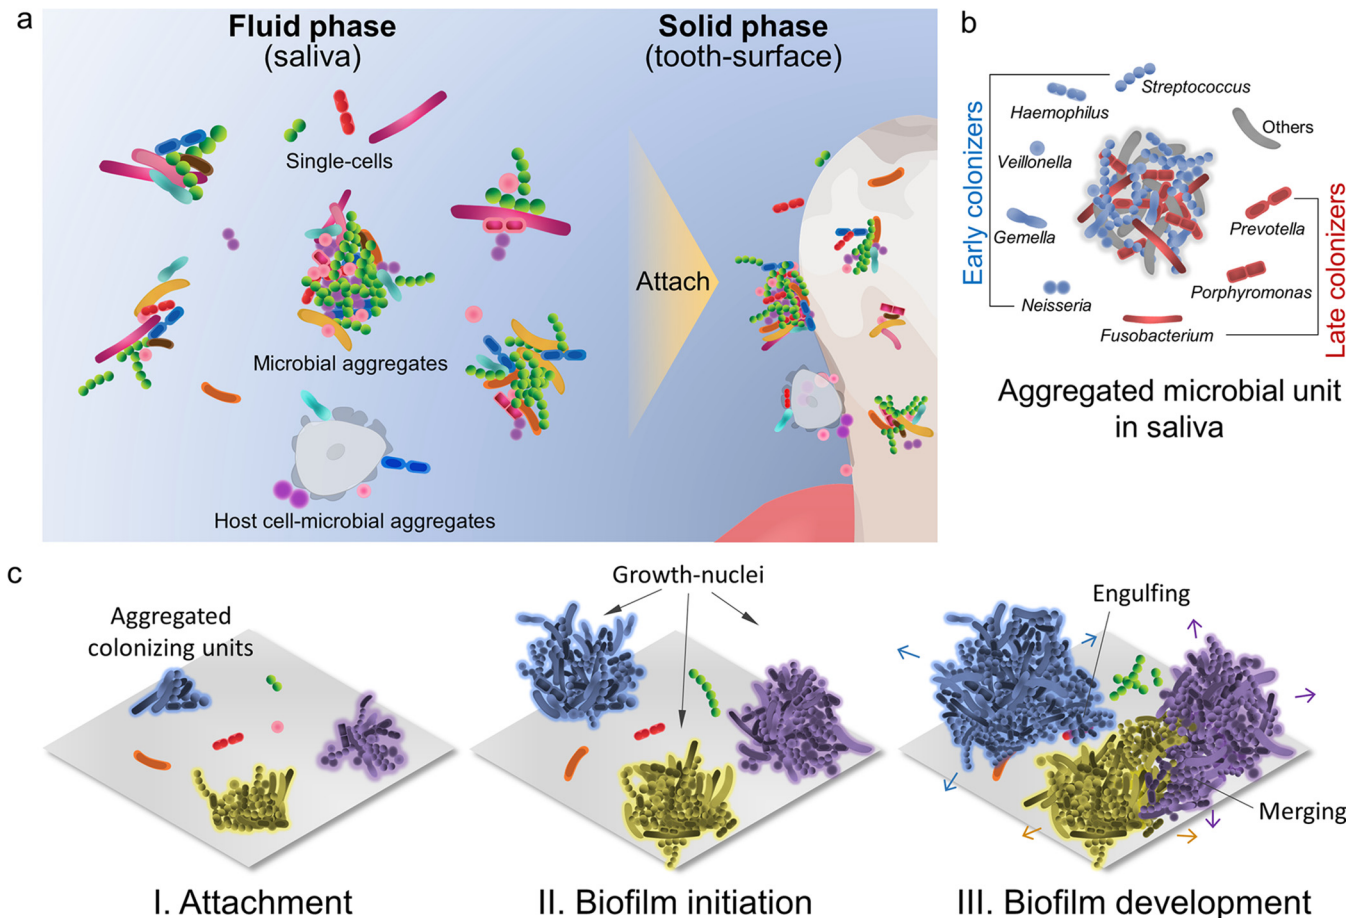 a
Fluid phase
(saliva)
Solid phase
(tooth-surface)
Single-cells
Microbial aggregates
Host cell-microbial aggregates
Attach
b
Early colonizers
Streptococcus
Haemophilus
Veillonella
Gemella
Neisseria
Others
Prevotella
Porphyromonas
Fusobacterium
Late colonizers
Aggregated microbial unit
in saliva
c
Aggregated
colonizing units
I. Attachment
Growth-nuclei
II. Biofilm initiation
Engulfing
Merging
III. Biofilm development